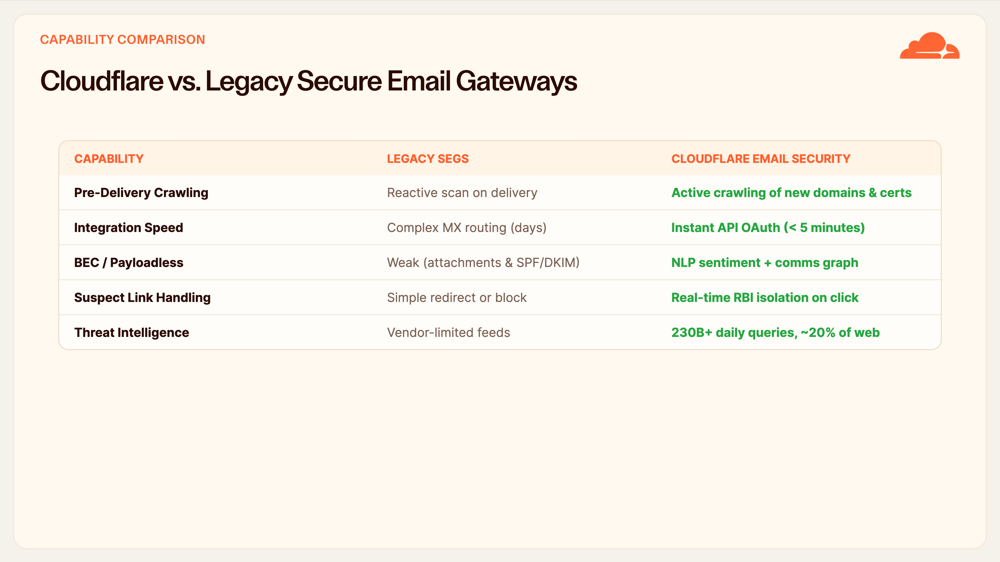 CAPABILITY COMPARISON
Cloudflare vs. Legacy Secure Email Gateways
CAPABILITY LEGACY SEGS CLOUDFLARE EMAIL SECURITY
Pre-Delivery Crawling Reactive scan on delivery Active crawling of new domains & certs
Integration Speed Complex MX routing (days) Instant API OAuth (< 5 minutes)
BEC / Payloadless Weak (attachments & SPF/DKIM) NLP sentiment + comms graph
Suspect Link Handling Simple redirect or block Real-time RBI isolation on click
Threat Intelligence Vendor-limited feeds 230B+ daily queries, ~20% of web